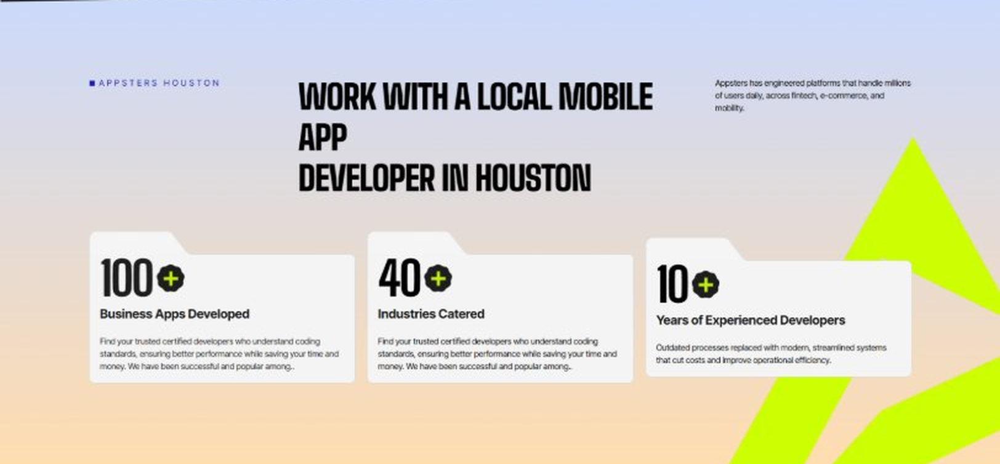 APPSTERS HOUSTON
WORK WITH A LOCAL MOBILE
APP
DEVELOPER IN HOUSTON
Appsters has engineered platforms that handle millions
of users daily, across fintech, e-commerce, and
mobility.
100+
Business Apps Developed
Find your trusted certified developers who understand coding
standards, ensuring better performance while saving your time and
money. We have been successful and popular among..
40+
Industries Catered
Find your trusted certified developers who understand coding
standards, ensuring better performance while saving your time and
money. We have been successful and popular among..
10+
Years of Experienced Developers
Outdated processes replaced with modern, streamlined systems
that cut costs and improve operational efficiency.